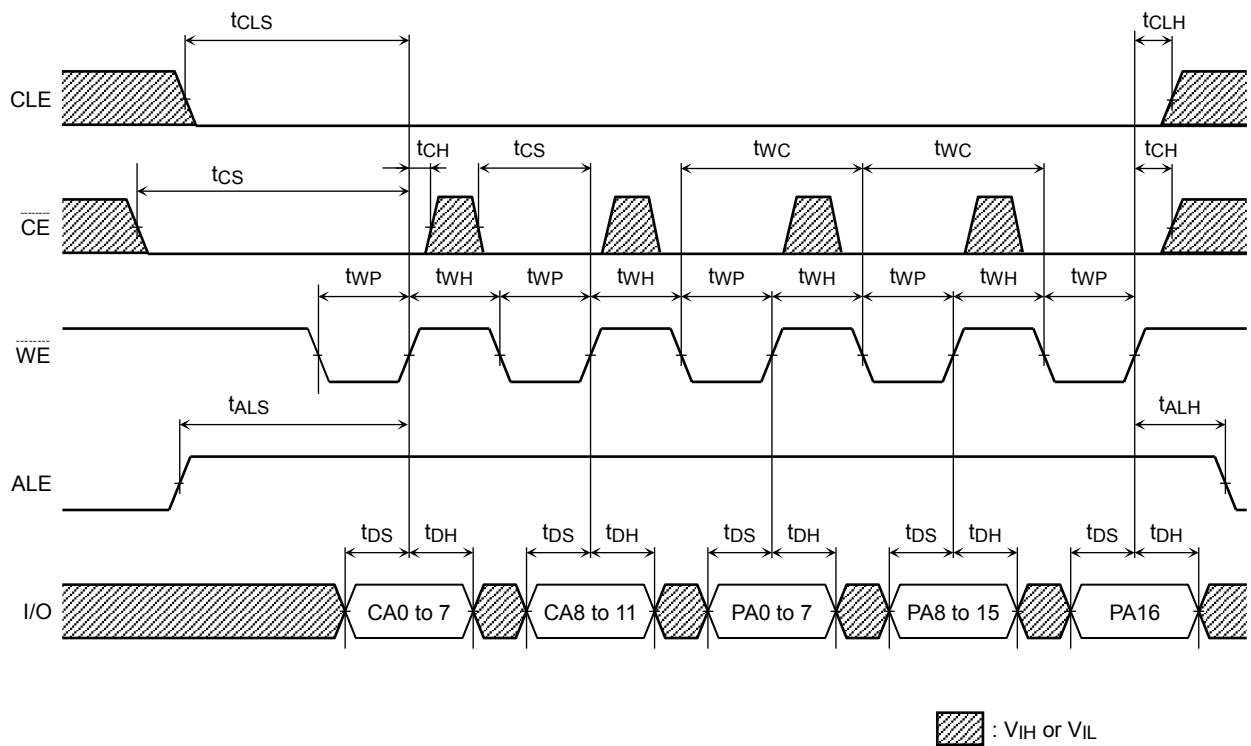 tCLS tCLH
CLE
tCH tCS tWC tWC tCH
tCS
CE
tWP tWH tWP tWH tWP tWH tWP tWH tWP
WE
tALS tALH
ALE
tDS tDH tDS tDH tDS tDH tDS tDH tDS tDH
I/O CA0 to 7 CA8 to 11 PA0 to 7 PA8 to 15 PA16
: VIH or VIL